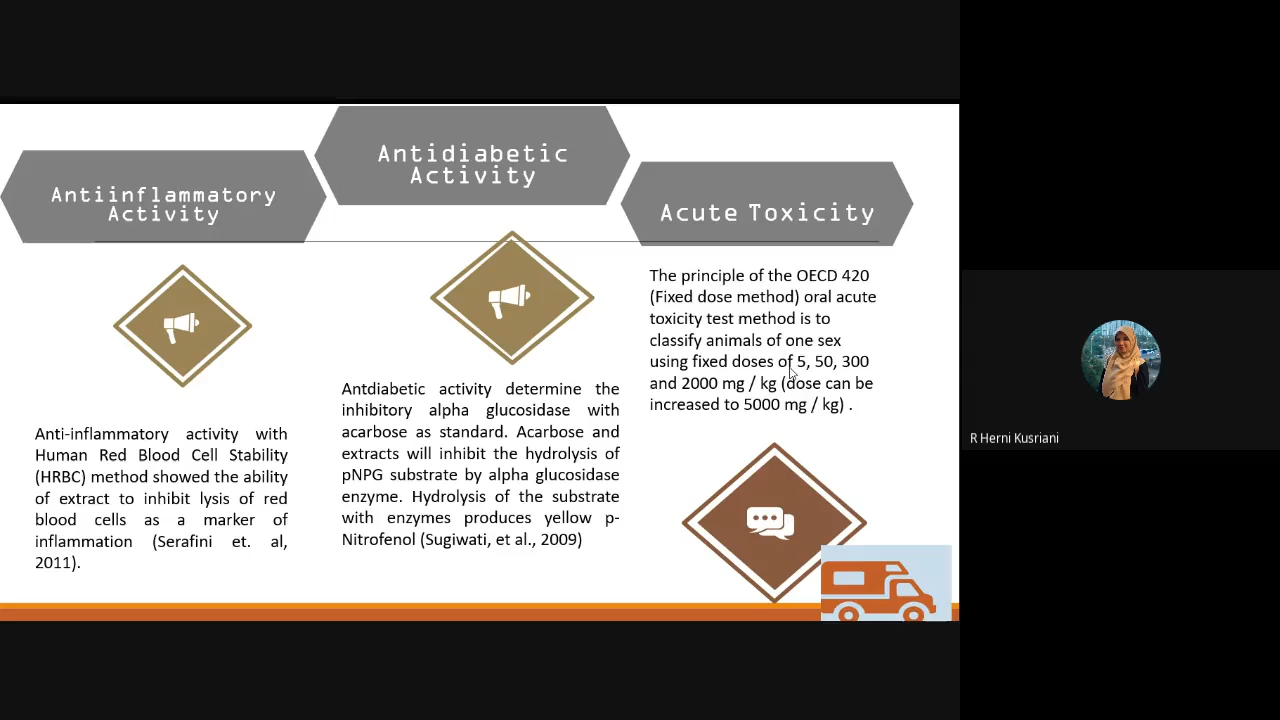 Antiinflammatory
Activity
Anti-inflammatory activity with
Human Red Blood Cell Stability
(HRBC) method showed the ability
of extract to inhibit lysis of red
blood cells as a marker of
inflammation (Serafini et. al,
2011).
Antidiabetic
Activity
Antdiabetic activity determine the
inhibitory alpha glucosidase with
acarbose as standard. Acarbose and
extracts will inhibit the hydrolysis of
pNPG substrate by alpha glucosidase
enzyme. Hydrolysis of the substrate
with enzymes produces yellow p-
Nitrofenol (Sugiwati, et al., 2009)
Acute Toxicity
The principle of the OECD 420
(Fixed dose method) oral acute
toxicity test method is to
classify animals of one sex
using fixed doses of 5, 50, 300
and 2000 mg / kg (dose can be
increased to 5000 mg / kg) .
R Herni Kusriani